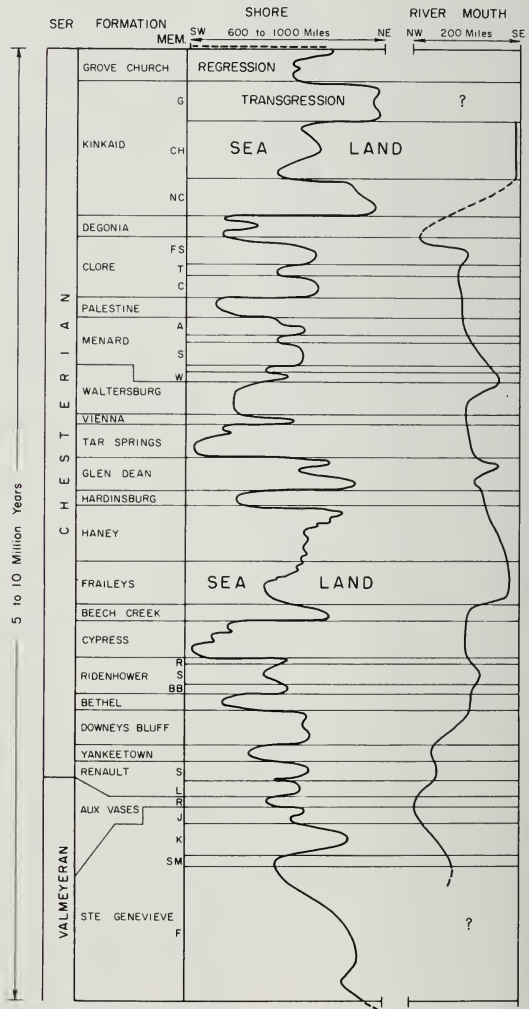 SHORE RIVER MOUTH
SER FORMATION SW NE NW SE
MEM. 600 to 1000 Miles 200 Miles
GROVE CHURCH REGRESSION
G TRANSGRESSION ?
KINKAID CH SEA LAND
NC
DEGONIA
FS
CLORE T
C
PALESTINE
A
MENARD
S
W
WALTERSBURG
VIENNA
TAR SPRINGS
GLEN DEAN
HARDINSBURG
HANEY
FRAILEYS SEA LAND
BEECH CREEK
CYPRESS
R
RIDENHOWER S
BB
BETHEL
DOWNEYS BLUFF
YANKEETOWN
RENAULT S
L
AUX VASES R
J
K
SM
STE GENEVIEVE
F ?
CHESTERIAN
VALMEYERAN
5 to 10 Million Years